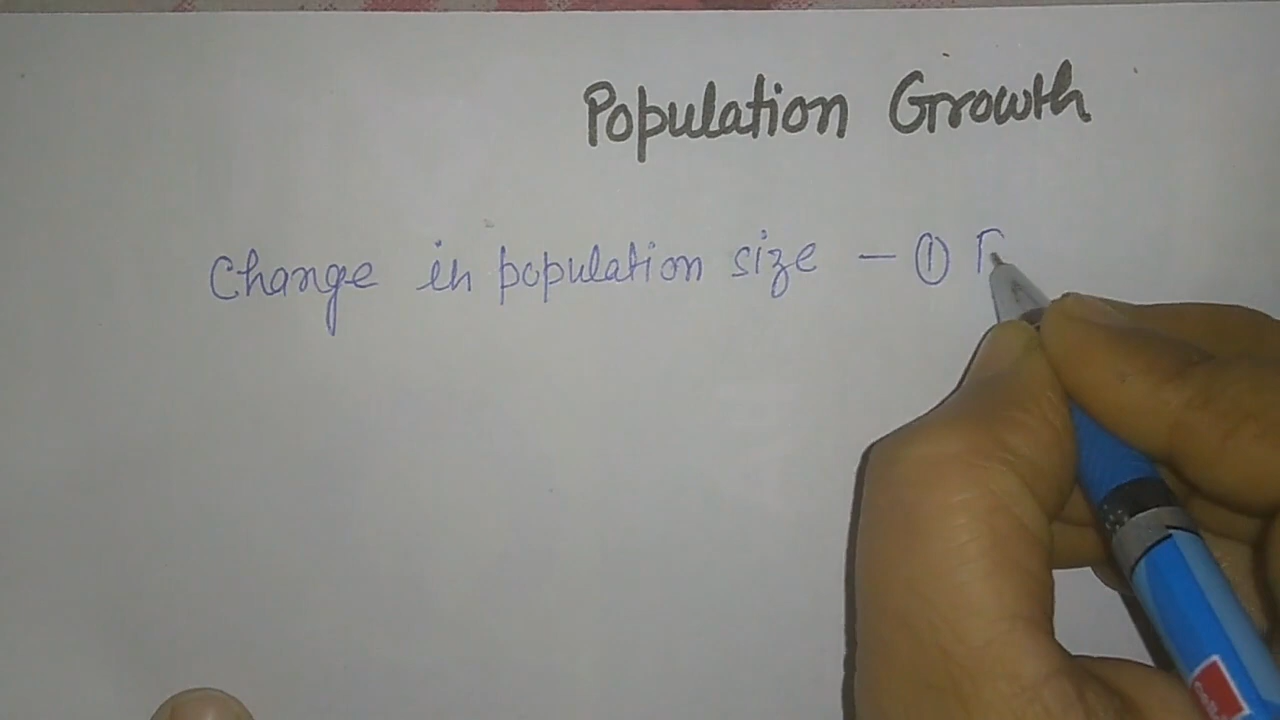 Population Growth
Change in population size — ①